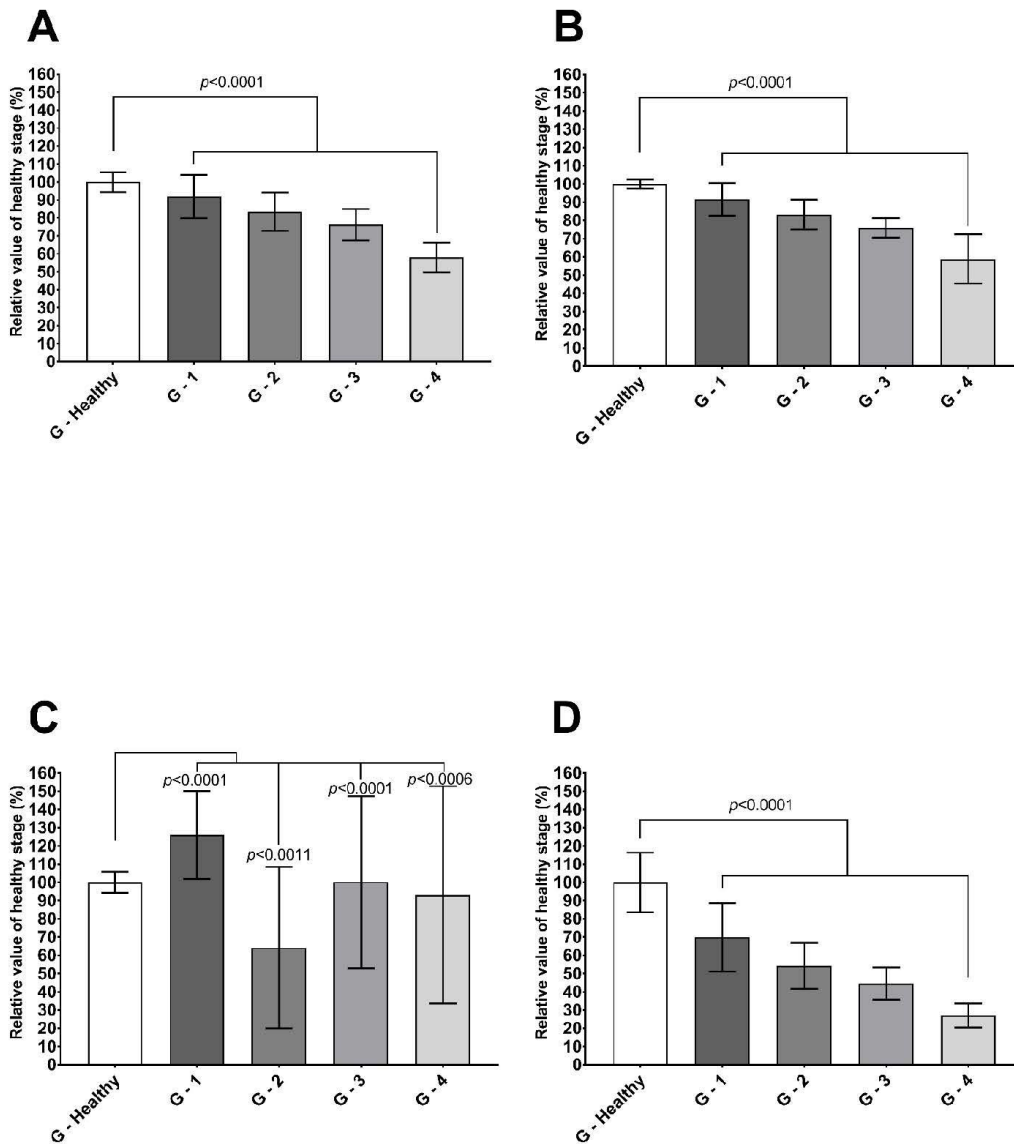 A
Relative value of healthy stage (%)
160
150
140
130
120
110
100
90
80
70
60
50
40
30
20
10
0
p<0.0001
G - Healthy
G - 1
G - 2
G - 3
G - 4
B
Relative value of healthy stage (%)
160
150
140
130
120
110
100
90
80
70
60
50
40
30
20
10
0
p<0.0001
G - Healthy
G - 1
G - 2
G - 3
G - 4
C
Relative value of healthy stage (%)
160
150
140
130
120
110
100
90
80
70
60
50
40
30
20
10
0
p<0.0001
p<0.0011
p<0.0001
p<0.0006
G - Healthy
G - 1
G - 2
G - 3
G - 4
D
Relative value of healthy stage (%)
160
150
140
130
120
110
100
90
80
70
60
50
40
30
20
10
0
p<0.0001
G - Healthy
G - 1
G - 2
G - 3
G - 4